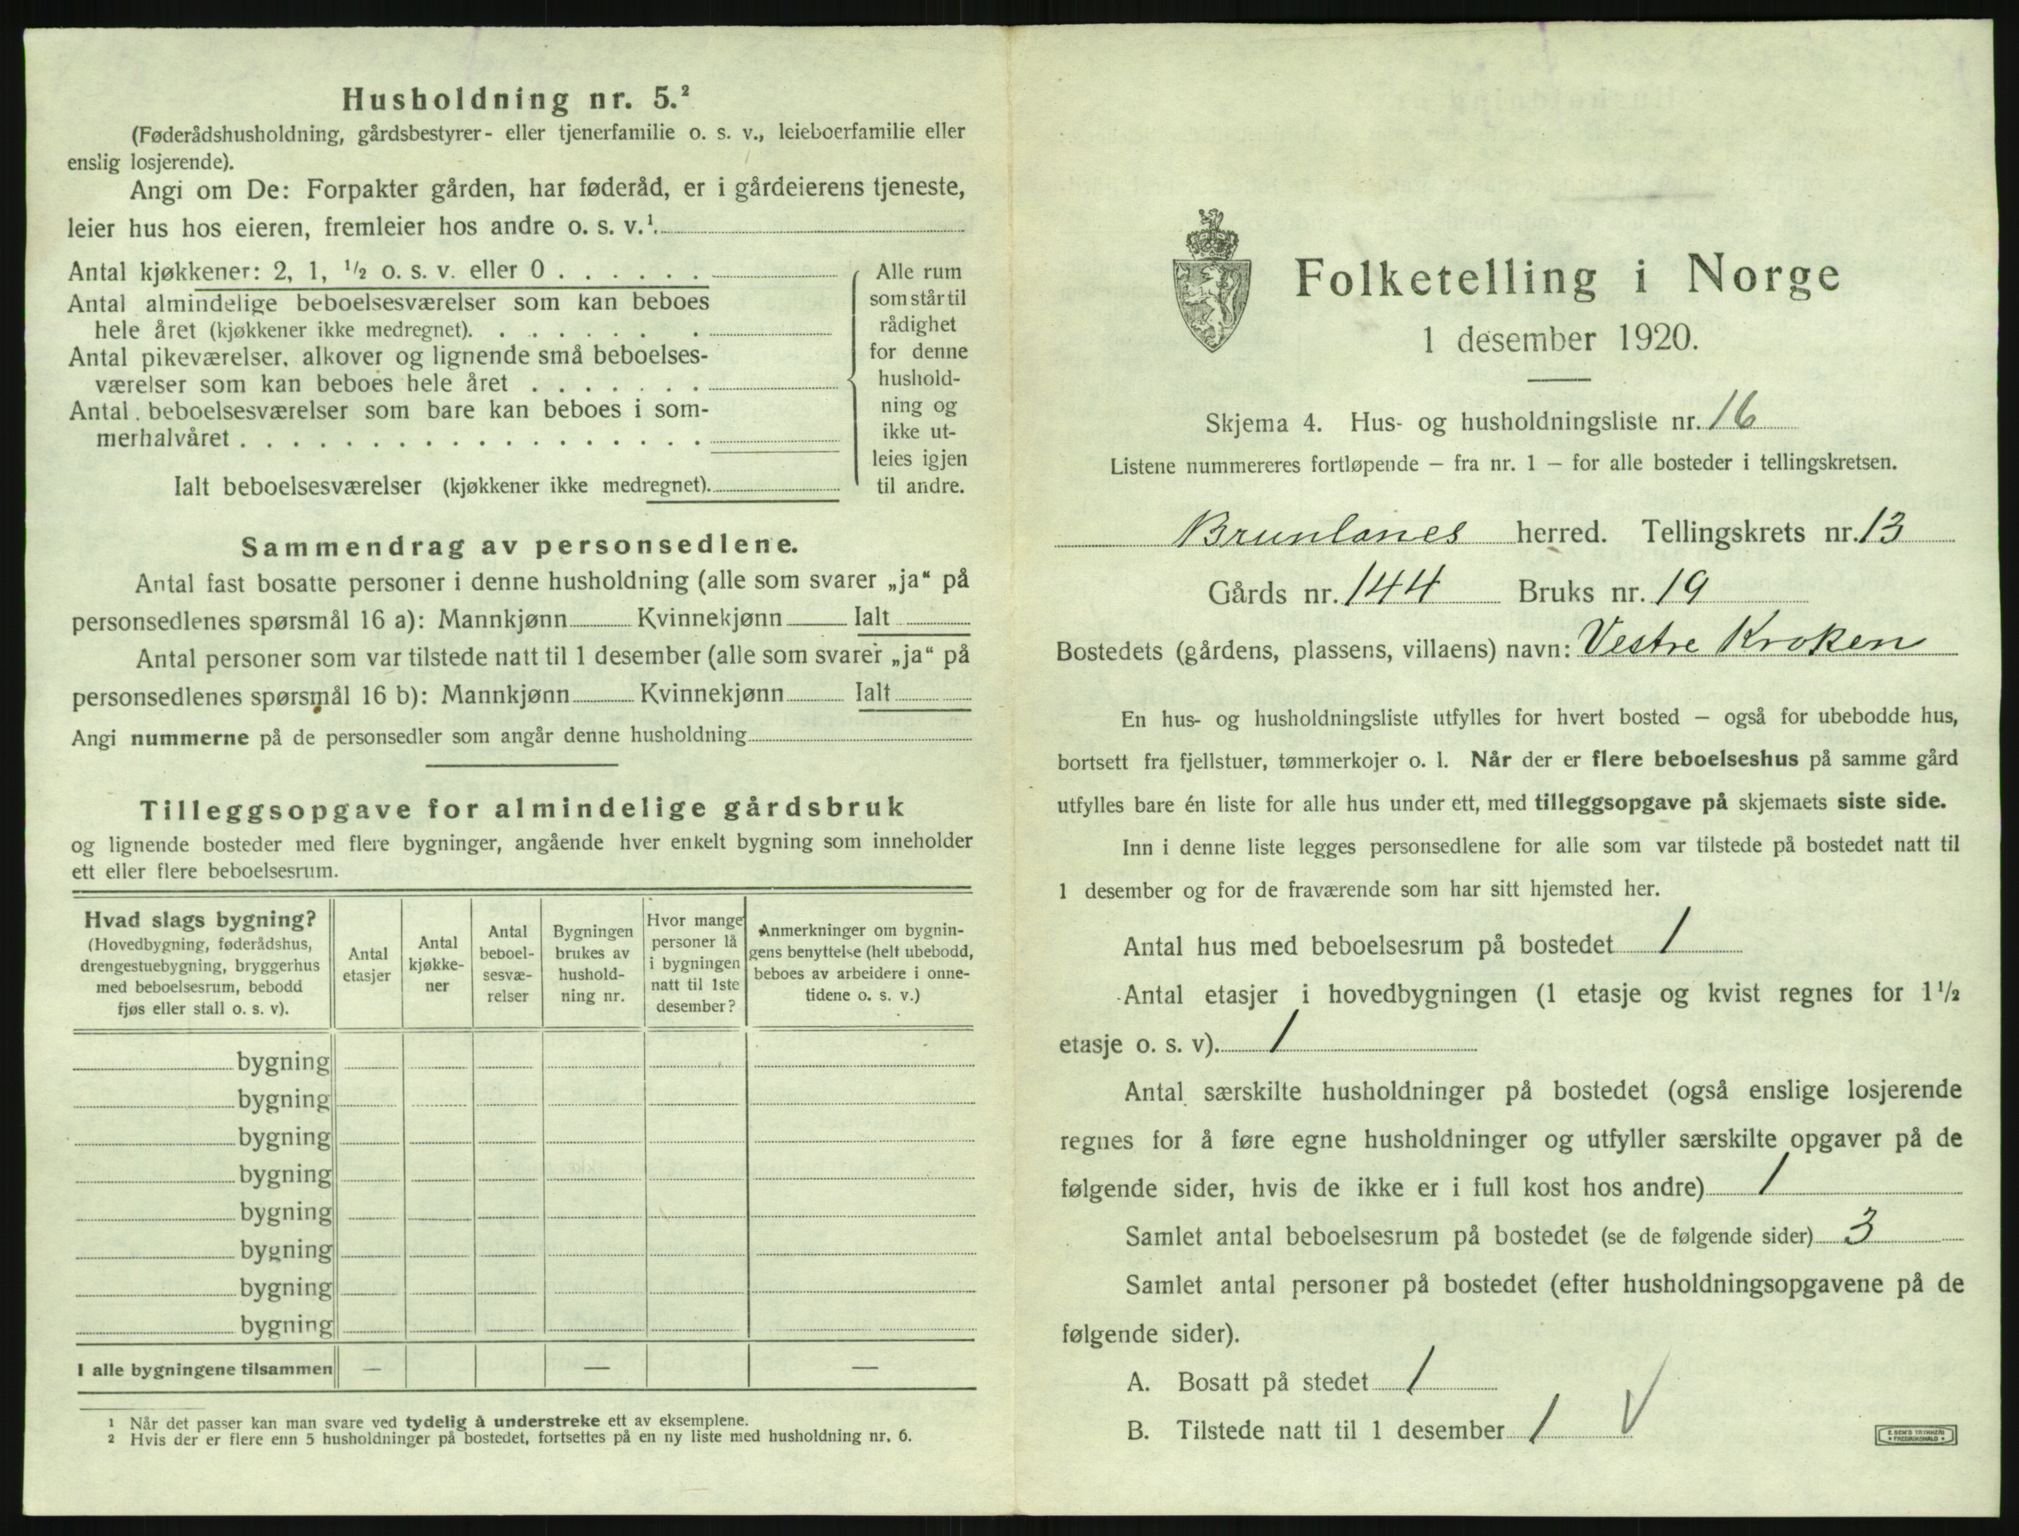 Husholdning nr. 5.²
(Føderådshusholdning, gårdsbestyrer- eller tjenerfamilie o. s. v., leieboerfamilie eller
enslig losjerende).
Angi om De: Forpakter gården, har føderåd, er i gårdeierens tjeneste,
leier hus hos eieren, fremleier hos andre o. s. v.¹.
Antal kjøkkener: 2, 1, ½ o. s. v. eller 0 . . . . . .
Antal almindelige beboelsesværelser som kan beboes
hele året (kjøkkener ikke medregnet). . . . . . . .
Antal pikeværelser, alkover og lignende små beboelses-
værelser som kan beboes hele året . . . . . . .
Antal beboelsesværelser som bare kan beboes i som-
merhalvåret . . . . . . . . . . . . . . . . . .
Ialt beboelsesværelser (kjøkkener ikke medregnet).
Alle rum
som står til
rådighet
for denne
hushold-
ning og
ikke ut-
leies igjen
til andre.
Sammendrag av personsedlene.
Antal fast bosatte personer i denne husholdning (alle som svarer „ja“ på
personsedlenes spørsmål 16 a): Mannkjønn Kvinnekjønn Ialt
Antal personer som var tilstede natt til 1 desember (alle som svarer „ja“ på
personsedlenes spørsmål 16 b): Mannkjønn Kvinnekjønn Ialt
Angi nummerne på de personsedler som angår denne husholdning
Tilleggsopgave for almindelige gårdsbruk
og lignende bosteder med flere bygninger, angående hver enkelt bygning som inneholder
ett eller flere beboelsesrum.
Hvad slags bygning?
(Hovedbygning, føderådshus,
drengestuebygning, bryggerhus
med beboelsesrum, bebodd
fjøs eller stall o. s. v).
Antal
etasjer
Antal
kjøkke-
ner
Antal
beboel-
sesvæ-
relser
Bygningen
brukes av
hushold-
ning nr.
Hvor mange
personer lå
i bygningen
natt til 1ste
desember?
Anmerkninger om bygnin-
gens benyttelse (helt ubebodd,
beboes av arbeidere i onne-
tidene o. s. v.)
bygning
bygning
bygning
bygning
bygning
bygning
bygning
bygning
I alle bygningene tilsammen — — —
1 Når det passer kan man svare ved tydelig å understreke ett av eksemplene.
2 Hvis der er flere enn 5 husholdninger på bostedet, fortsettes på en ny liste med husholdning nr. 6.
Folketelling i Norge
1 desember 1920.
Skjema 4. Hus- og husholdningsliste nr. 16
Listene nummereres fortløpende – fra nr. 1 – for alle bosteder i tellingskretsen.
Brunlanes herred. Tellingskrets nr. 13
Gårds nr. 144 Bruks nr. 19
Bostedets (gårdens, plassens, villaens) navn: Vestre Kroken
En hus- og husholdningsliste utfylles for hvert bosted – også for ubebodde hus,
bortsett fra fjellstuer, tømmerkojer o. l. Når der er flere beboelseshus på samme gård
utfylles bare én liste for alle hus under ett, med tilleggsopgave på skjemaets siste side.
Inn i denne liste legges personsedlene for alle som var tilstede på bostedet natt til
1 desember og for de fraværende som har sitt hjemsted her.
Antal hus med beboelsesrum på bostedet 1
Antal etasjer i hovedbygningen (1 etasje og kvist regnes for 1½
etasje o. s. v). 1
Antal særskilte husholdninger på bostedet (også enslige losjerende
regnes for å føre egne husholdninger og utfyller særskilte opgaver på de
følgende sider, hvis de ikke er i full kost hos andre) 1
Samlet antal beboelsesrum på bostedet (se de følgende sider) 3
Samlet antal personer på bostedet (efter husholdningsopgavene på de
følgende sider).
A. Bosatt på stedet 1
B. Tilstede natt til 1 desember 1 V
E. SEM'S TRYKKERI
FREDRIKSHALD